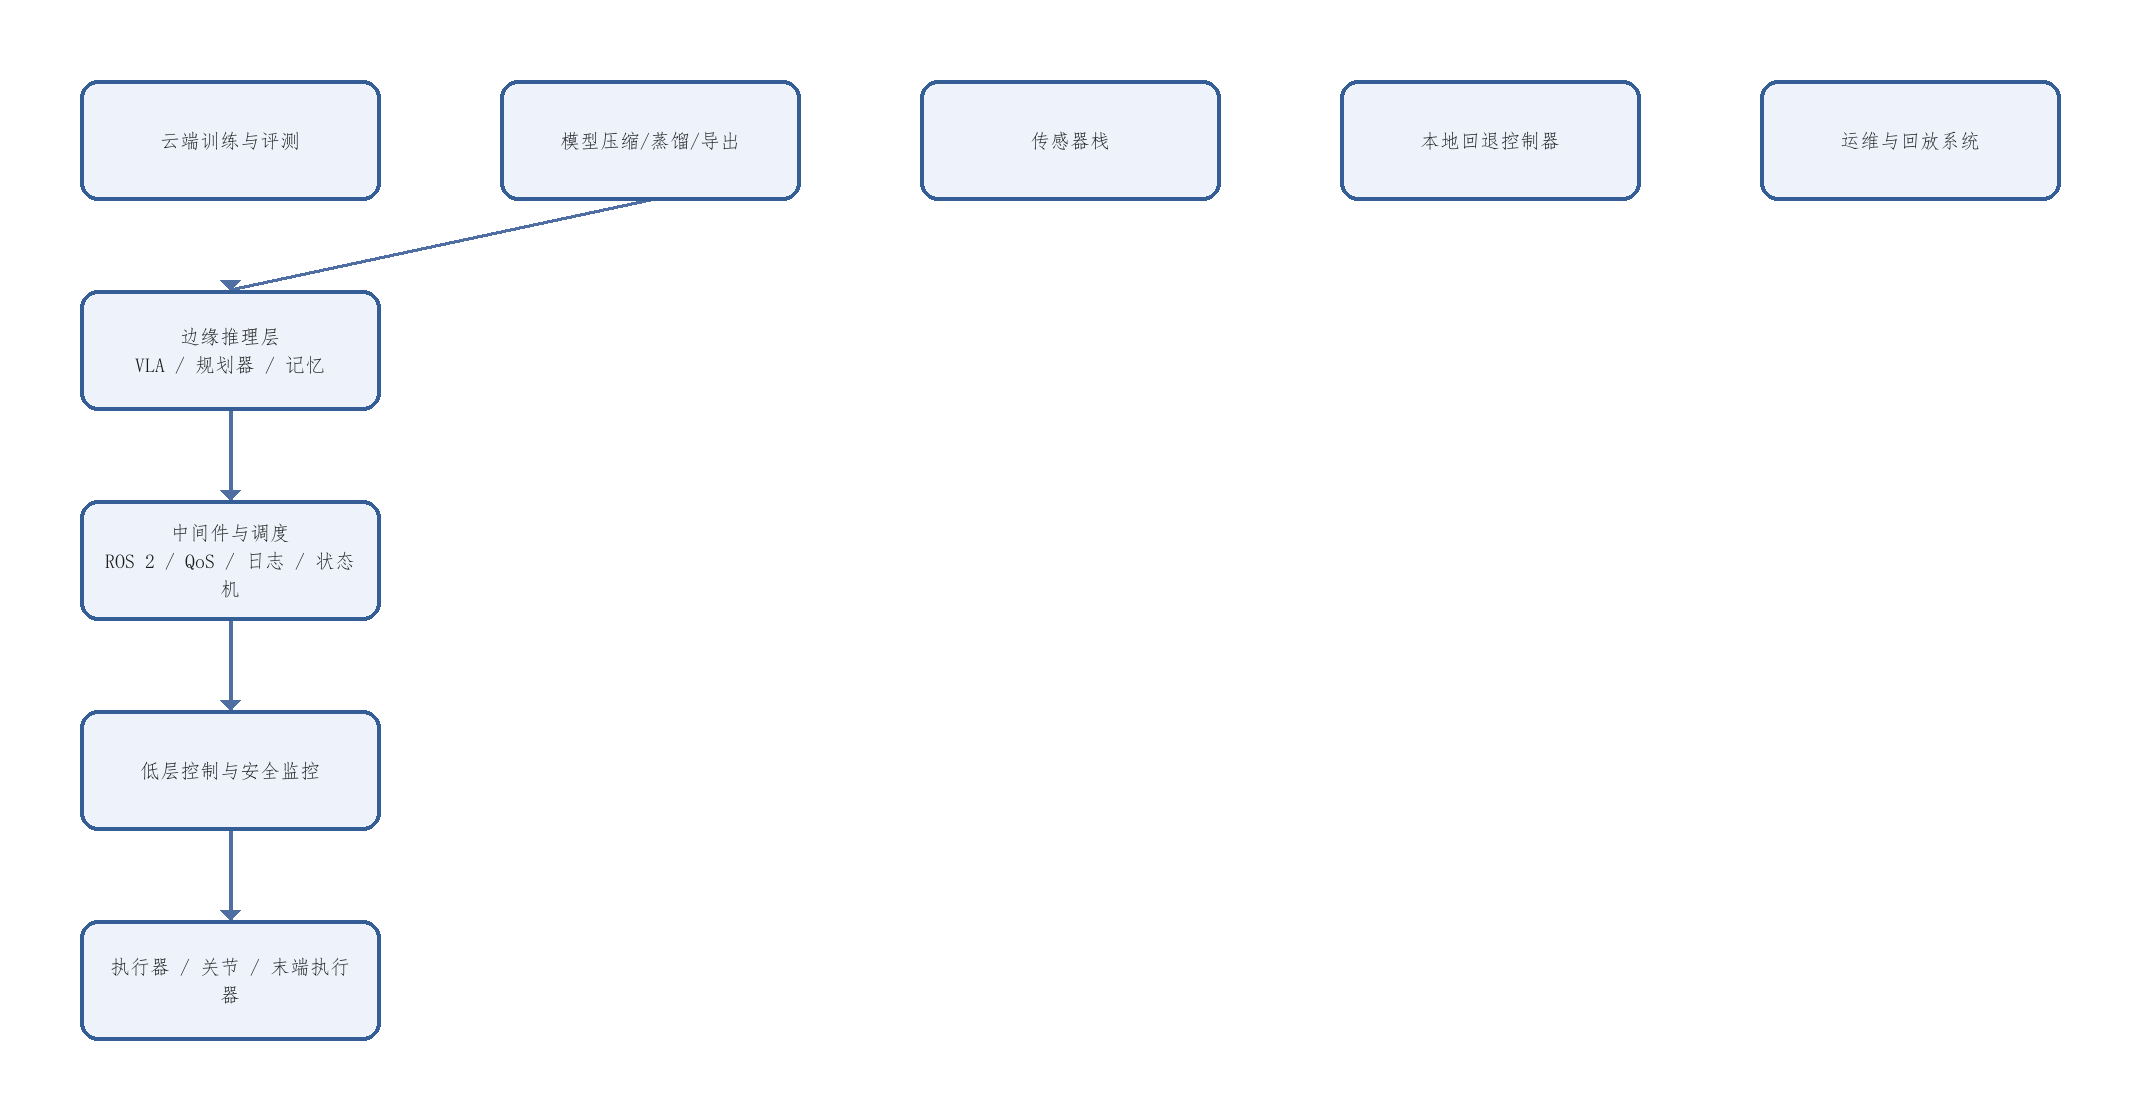 云端训练与评测
模型压缩/蒸馏/导出
传感器栈
本地回退控制器
运维与回放系统
边缘推理层
VLA / 规划器 / 记忆
中间件与调度
ROS 2 / QoS / 日志 / 状态
机
低层控制与安全监控
执行器 / 关节 / 末端执行
器